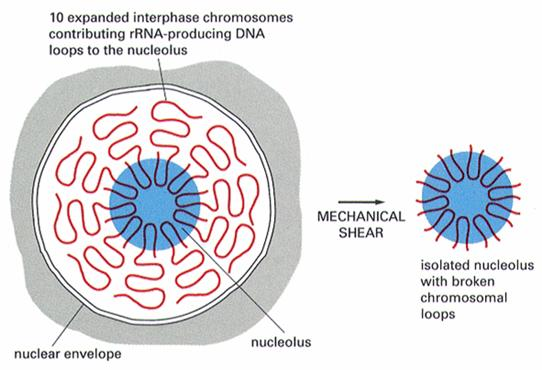 10 expanded interphase chromosomes
contributing rRNA-producing DNA
loops to the nucleolus
MECHANICAL
SHEAR
isolated nucleolus
with broken
chromosomal
loops
nucleolus
nuclear envelope